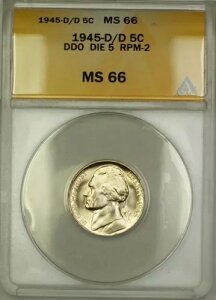 1945-D/D 5C MS 66
1945-D/D 5C
DDO DIE 5 RPM-2
MS 66